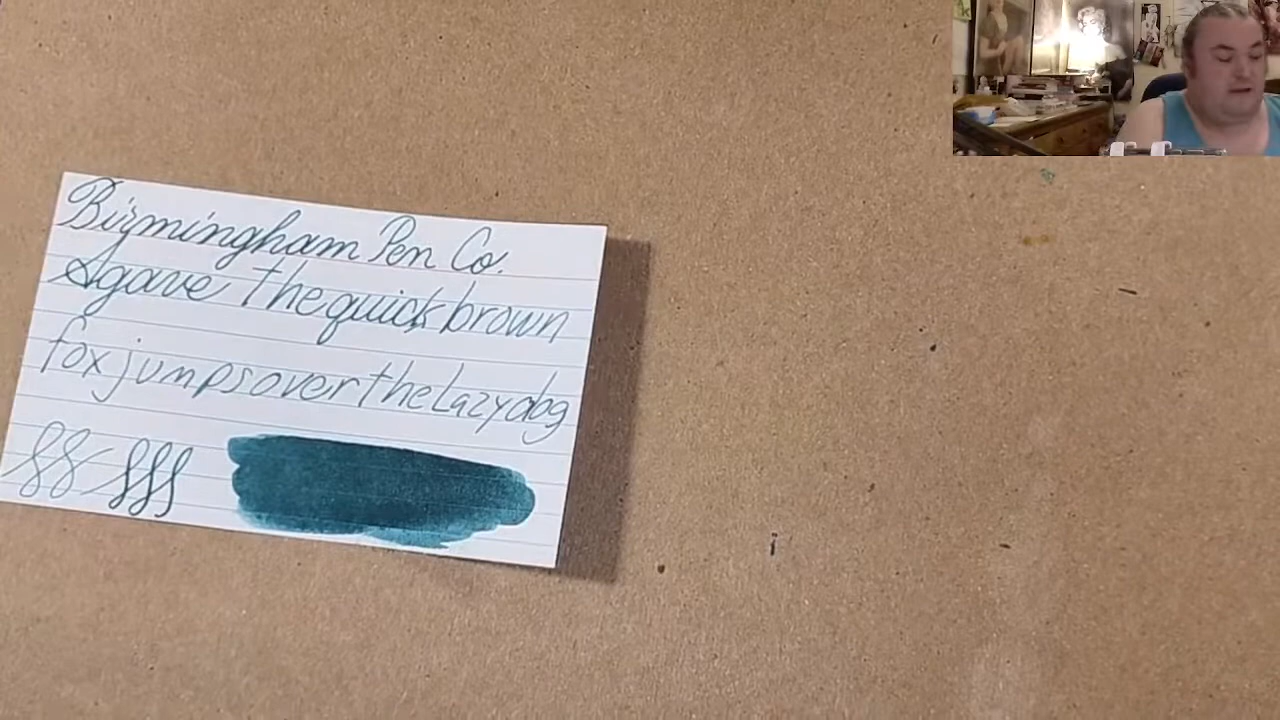 Birmingham Pen Co.
Agave the quick brown
fox jumps over the Lazy dog